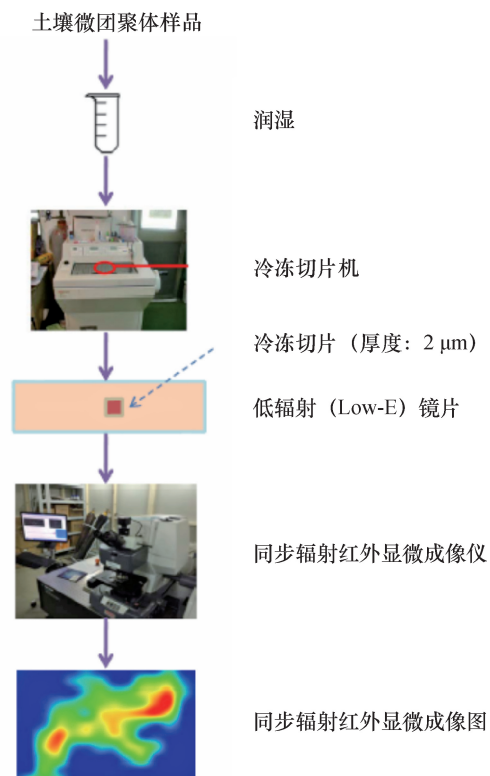 土壤微团聚体样品
润湿
冷冻切片机
冷冻切片（厚度：2 μm）
低辐射（Low-E）镜片
同步辐射红外显微成像仪
同步辐射红外显微成像图